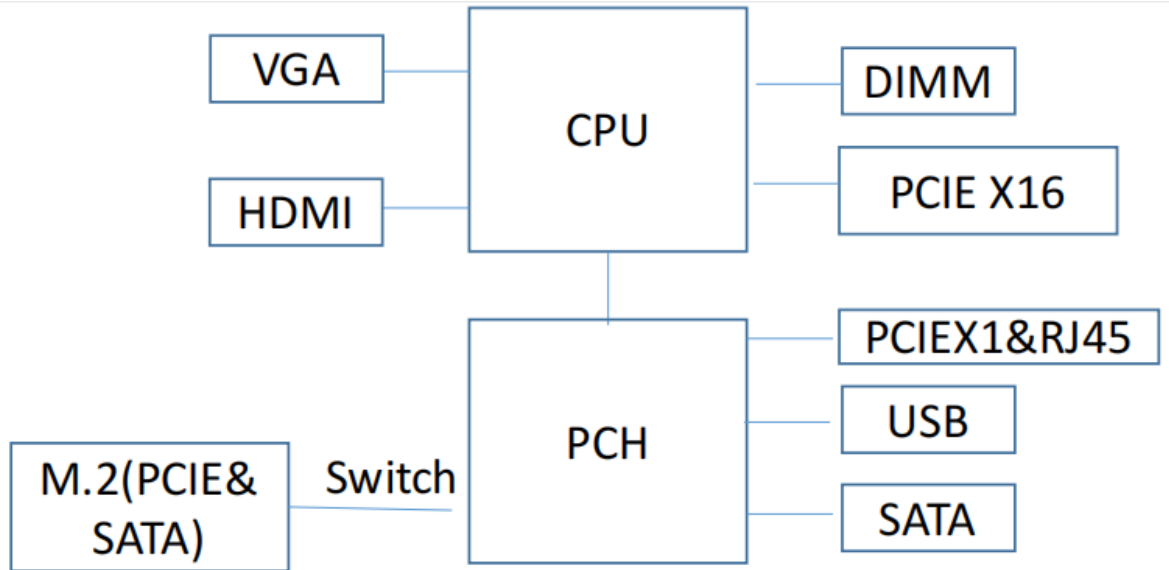 VGA
CPU
DIMM
HDMI
PCIE X16
PCIEX1&RJ45
PCH
USB
M.2(PCIE&
SATA)
Switch
SATA